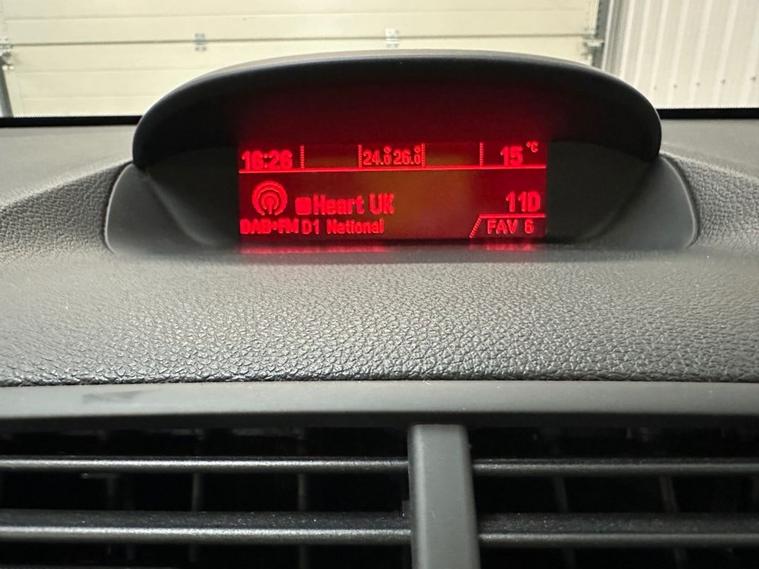 16:26 24.0 26.0 15 °C
Heart UK 11D
DAB•FM D1 National FAV 6